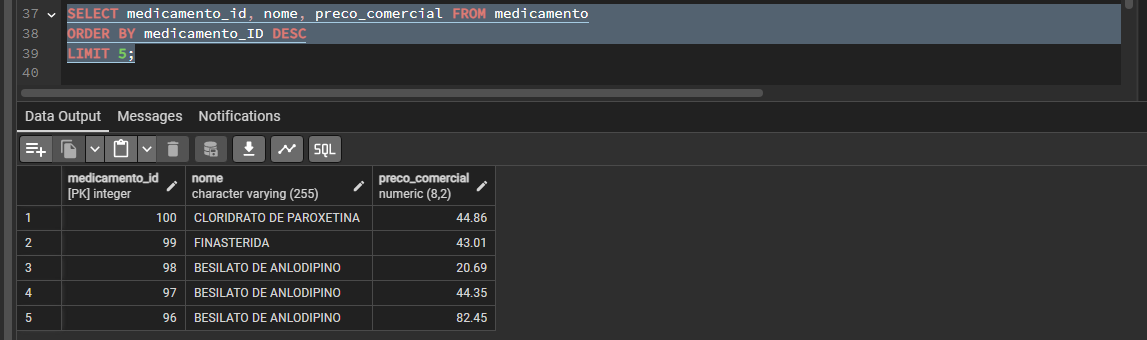 37 SELECT medicamento_id, nome, preco_comercial FROM medicamento
38 ORDER BY medicamento_ID DESC
39 LIMIT 5;
40
Data Output Messages Notifications
SQL
medicamento_id nome preco_comercial
[PK] integer character varying (255) numeric (8,2)
1 100 CLORIDRATO DE PAROXETINA 44.86
2 99 FINASTERIDA 43.01
3 98 BESILATO DE ANLODIPINO 20.69
4 97 BESILATO DE ANLODIPINO 44.35
5 96 BESILATO DE ANLODIPINO 82.45